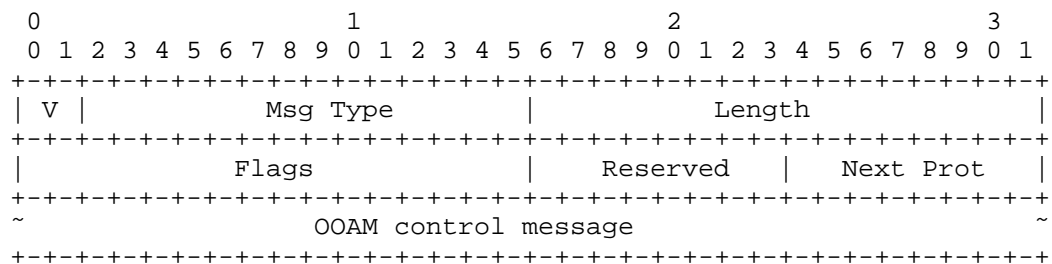 0                   1                   2                   3
 0 1 2 3 4 5 6 7 8 9 0 1 2 3 4 5 6 7 8 9 0 1 2 3 4 5 6 7 8 9 0 1
+-+-+-+-+-+-+-+-+-+-+-+-+-+-+-+-+-+-+-+-+-+-+-+-+-+-+-+-+-+-+-+-+
| V |         Msg Type          |            Length             |
+-+-+-+-+-+-+-+-+-+-+-+-+-+-+-+-+-+-+-+-+-+-+-+-+-+-+-+-+-+-+-+-+
|             Flags             |    Reserved   |   Next Prot   |
+-+-+-+-+-+-+-+-+-+-+-+-+-+-+-+-+-+-+-+-+-+-+-+-+-+-+-+-+-+-+-+-+
~                  OOAM control message                         ~
+-+-+-+-+-+-+-+-+-+-+-+-+-+-+-+-+-+-+-+-+-+-+-+-+-+-+-+-+-+-+-+-+